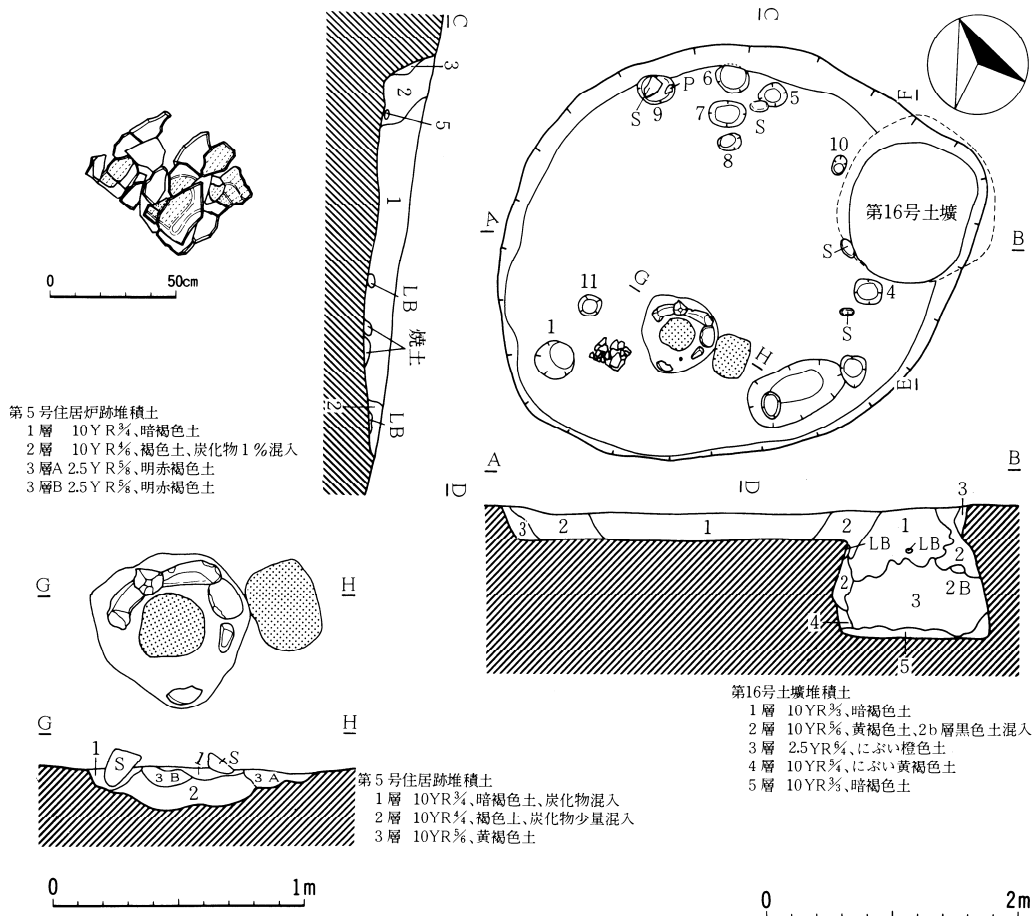 0 50cm
第5号住居炉跡堆積土
1層 10YR3/4、暗褐色土
2層 10YR4/6、褐色土、炭化物1%混入
3層A 2.5YR5/8、明赤褐色土
3層B 2.5YR5/8、明赤褐色土
C
3
2
5
1
LB
焼土
2
LB
D
C
F
6
P
5
S
9
7
S
8
10
A
第16号土壙
B
S
G
11
4
1
S
H
E
A
D
B
3
3
2
1
2
1
LB
LB
2
2
2B
3
4
5
第16号土壙堆積土
1層 10YR3/3、暗褐色土
2層 10YR5/6、黄褐色土、2b層黒色土混入
3層 2.5YR6/4、にぶい橙色土
4層 10YR5/4、にぶい黄褐色土
5層 10YR3/4、暗褐色土
G
H
G
H
1
S
1
S
3B
3A
2
第5号住居跡堆積土
1層 10YR3/4、暗褐色土、炭化物混入
2層 10YR4/4、褐色上、炭化物少量混入
3層 10YR5/6、黄褐色土
0 1m
0 2m